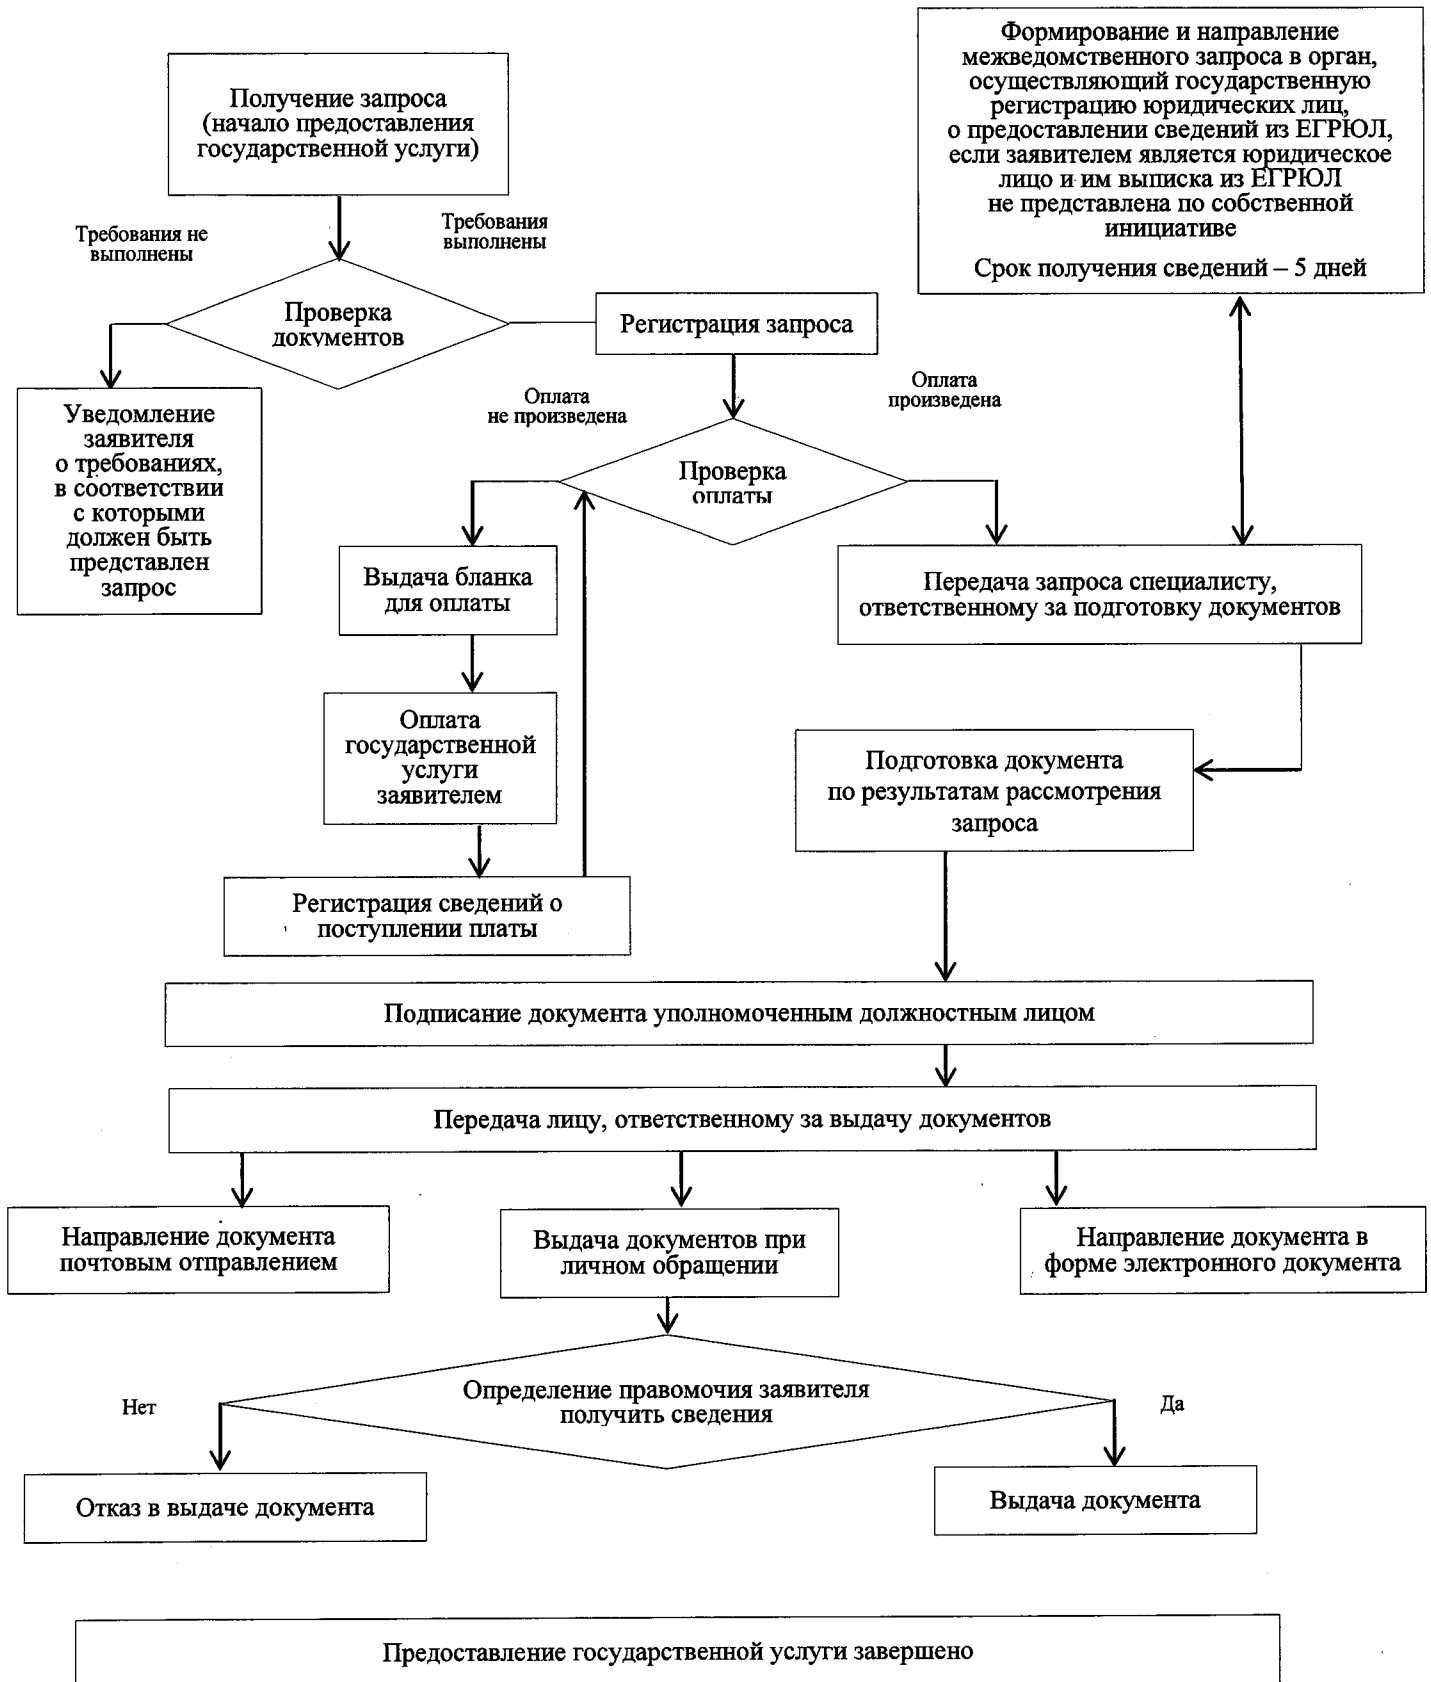 Получение запроса
(начало предоставления
государственной услуги)
Формирование и направление
межведомственного запроса в орган,
осуществляющий государственную
регистрацию юридических лиц,
о предоставлении сведений из ЕГРЮЛ,
если заявителем является юридическое
лицо и им выписка из ЕГРЮЛ
не представлена по собственной
инициативе
Срок получения сведений – 5 дней
Требования не
выполнены
Требования
выполнены
Проверка
документов
Регистрация запроса
Уведомление
заявителя
о требованиях,
в соответствии
с которыми
должен быть
представлен
запрос
Оплата
не произведена
Оплата
произведена
Проверка
оплаты
Выдача бланка
для оплаты
Передача запроса специалисту,
ответственному за подготовку документов
Оплата
государственной
услуги
заявителем
Подготовка документа
по результатам рассмотрения
запроса
Регистрация сведений о
поступлении платы
Подписание документа уполномоченным должностным лицом
Передача лицу, ответственному за выдачу документов
Направление документа
почтовым отправлением
Выдача документов при
личном обращении
Направление документа в
форме электронного документа
Определение правомочия заявителя
получить сведения
Нет
Да
Отказ в выдаче документа
Выдача документа
Предоставление государственной услуги завершено